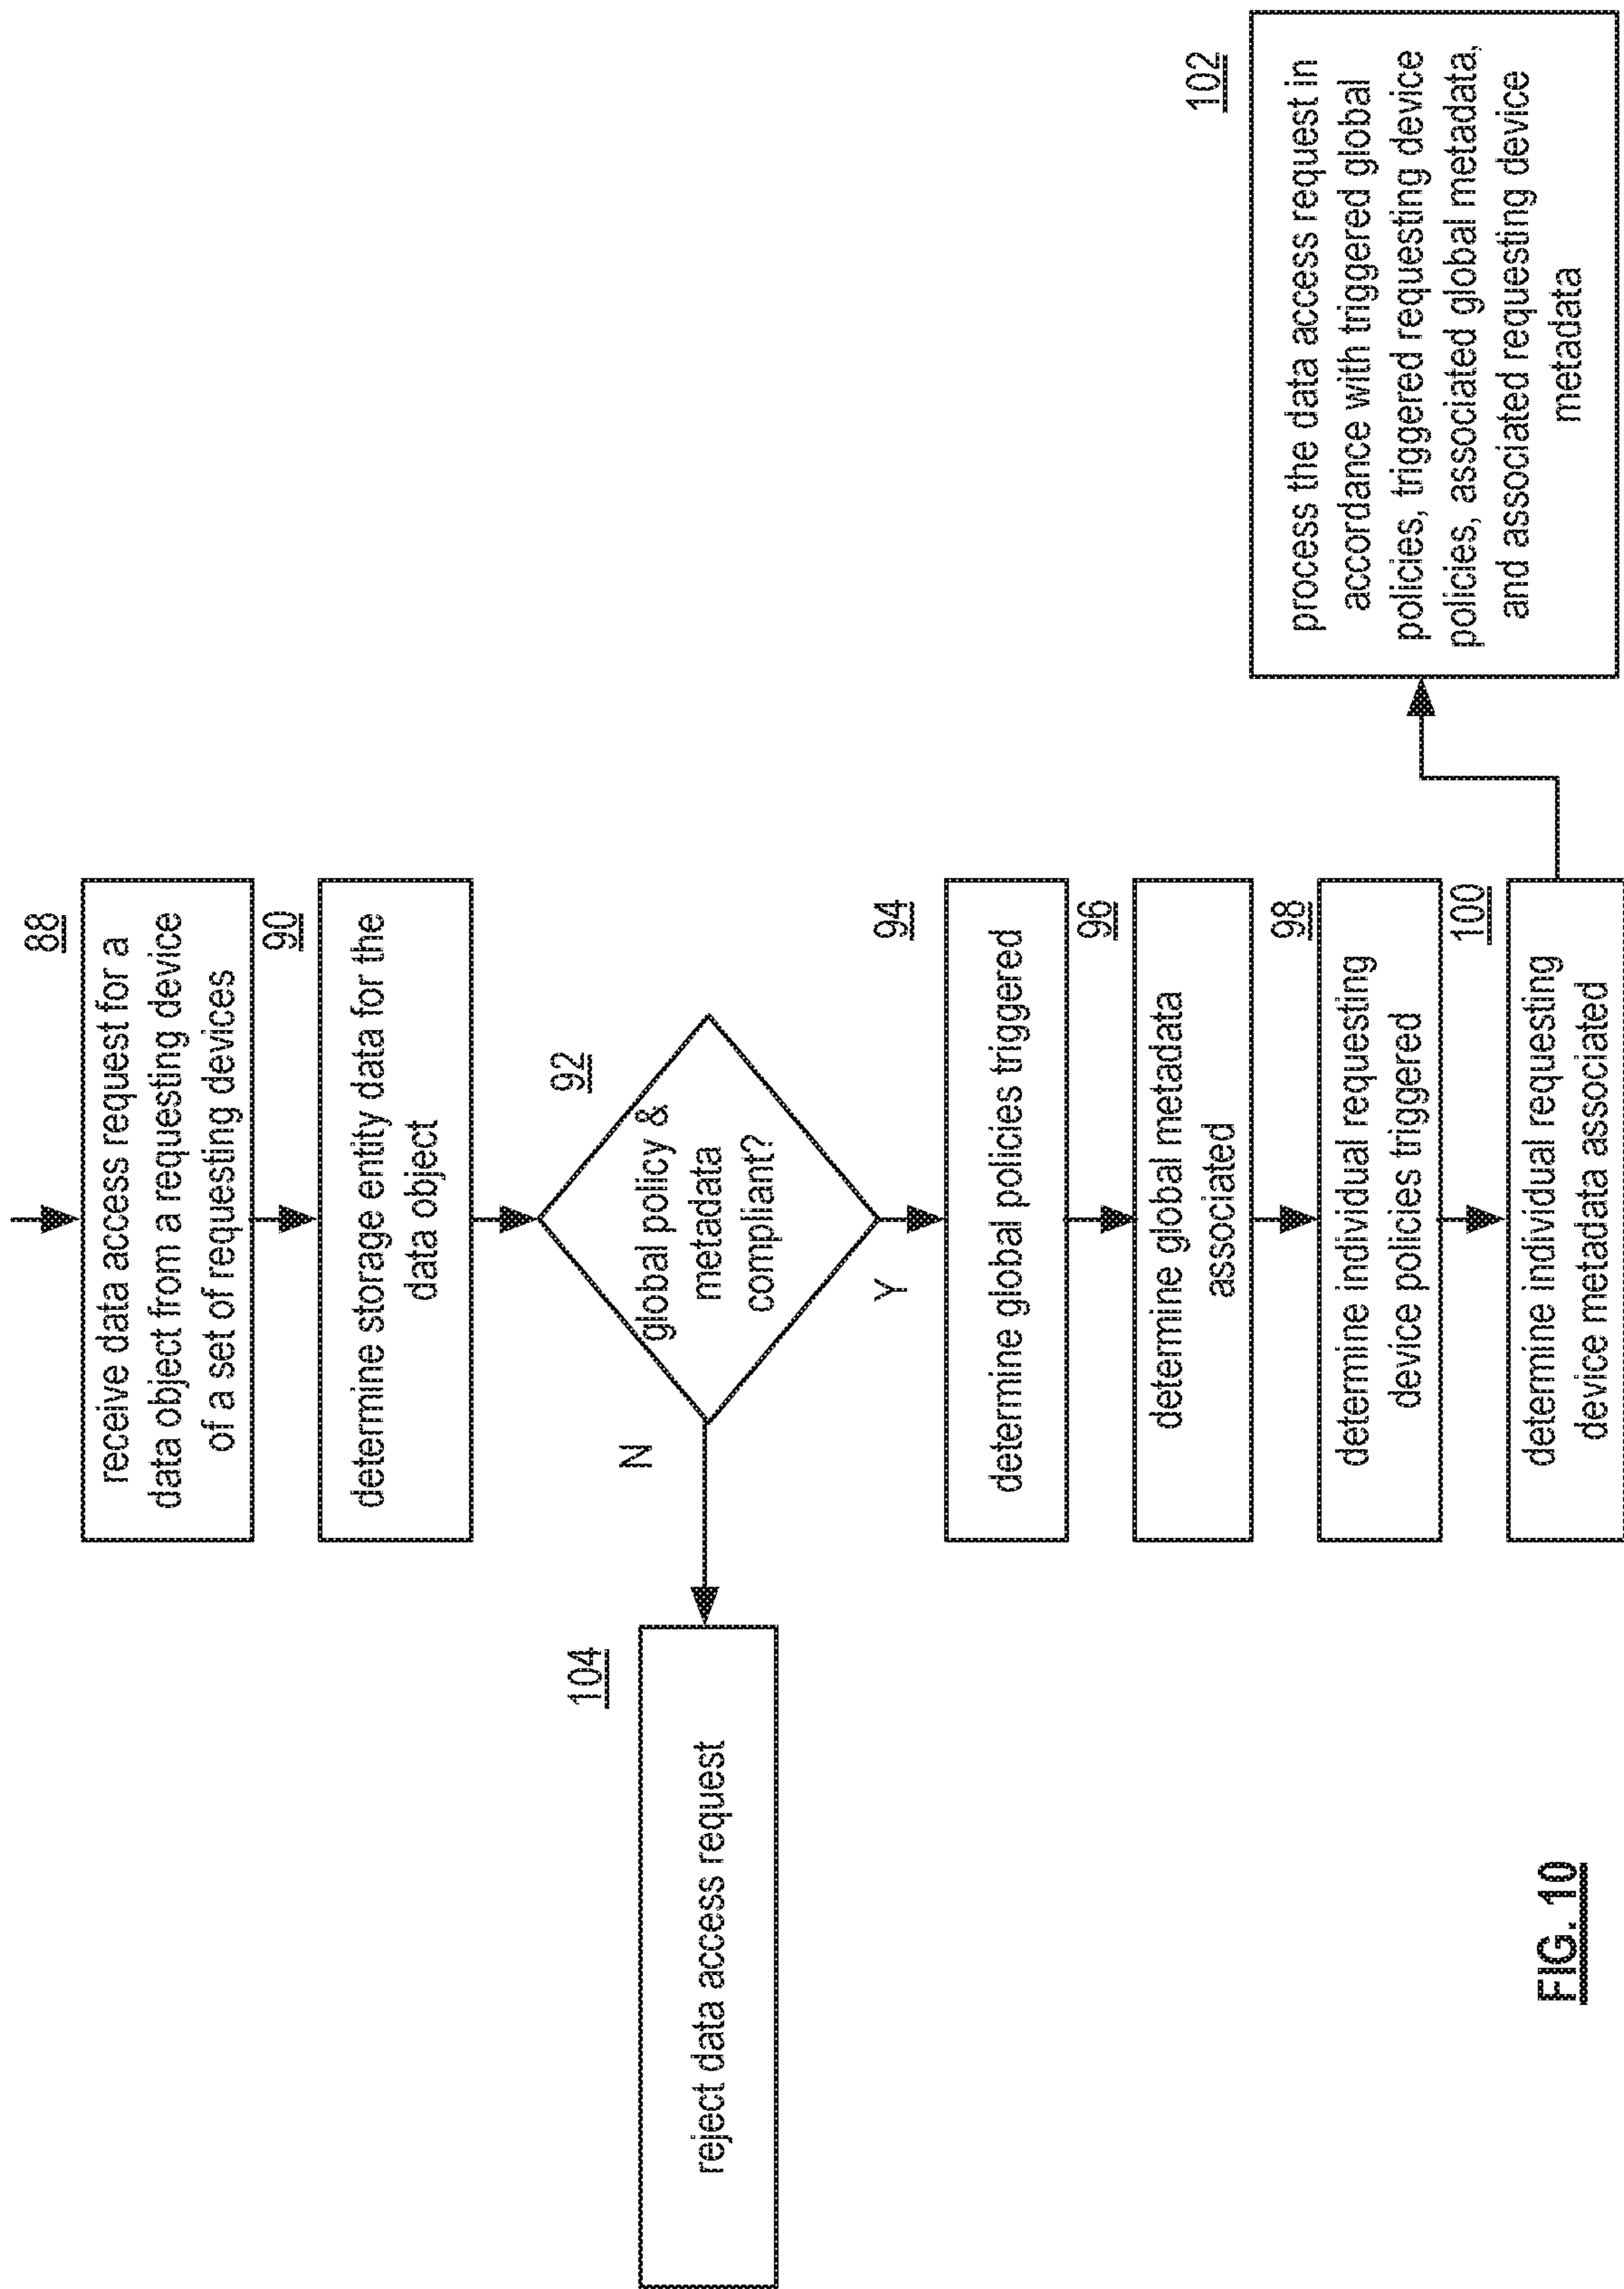 88
receive data access request for a
data object from a requesting device
of a set of requesting devices
90
determine storage entity data for the
data object
92
global policy &
metadata
compliant?
N
Y
104
reject data access request
94
determine global policies triggered
96
determine global metadata
associated
98
determine individual requesting
device policies triggered
100
determine individual requesting
device metadata associated
102
process the data access request in
accordance with triggered global
policies, triggered requesting device
policies, associated global metadata,
and associated requesting device
metadata
FIG. 10